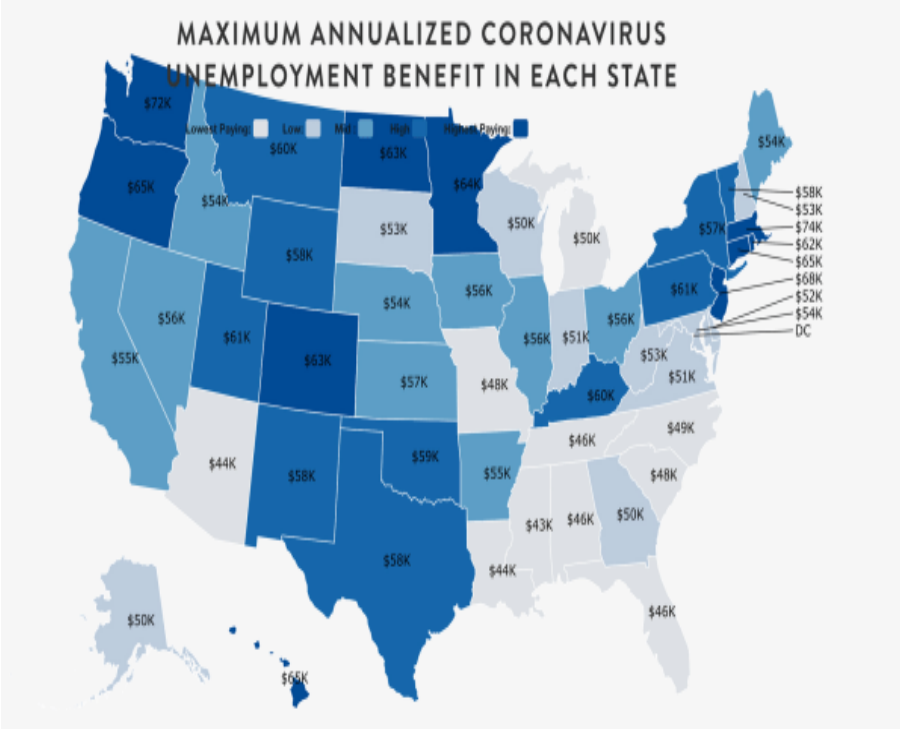 MAXIMUM ANNUALIZED CORONAVIRUS
UNEMPLOYMENT BENEFIT IN EACH STATE
Lowest Paying: Low: Mid High Highest Paying:
$72K
$60K
$63K
$54K
$65K
$54K
$64K
$58K
$53K
$50K
$50K
$53K
$57K
$74K
$62K
$58K
$65K
$68K
$54K
$56K
$61K
$52K
$54K
DC
$56K
$56K
$56K
$61K
$51K
$55K
$63K
$53K
$57K
$48K
$51K
$60K
$49K
$46K
$44K
$59K
$58K
$55K
$48K
$50K
$43K
$46K
$58K
$44K
$46K
$50K
$65K